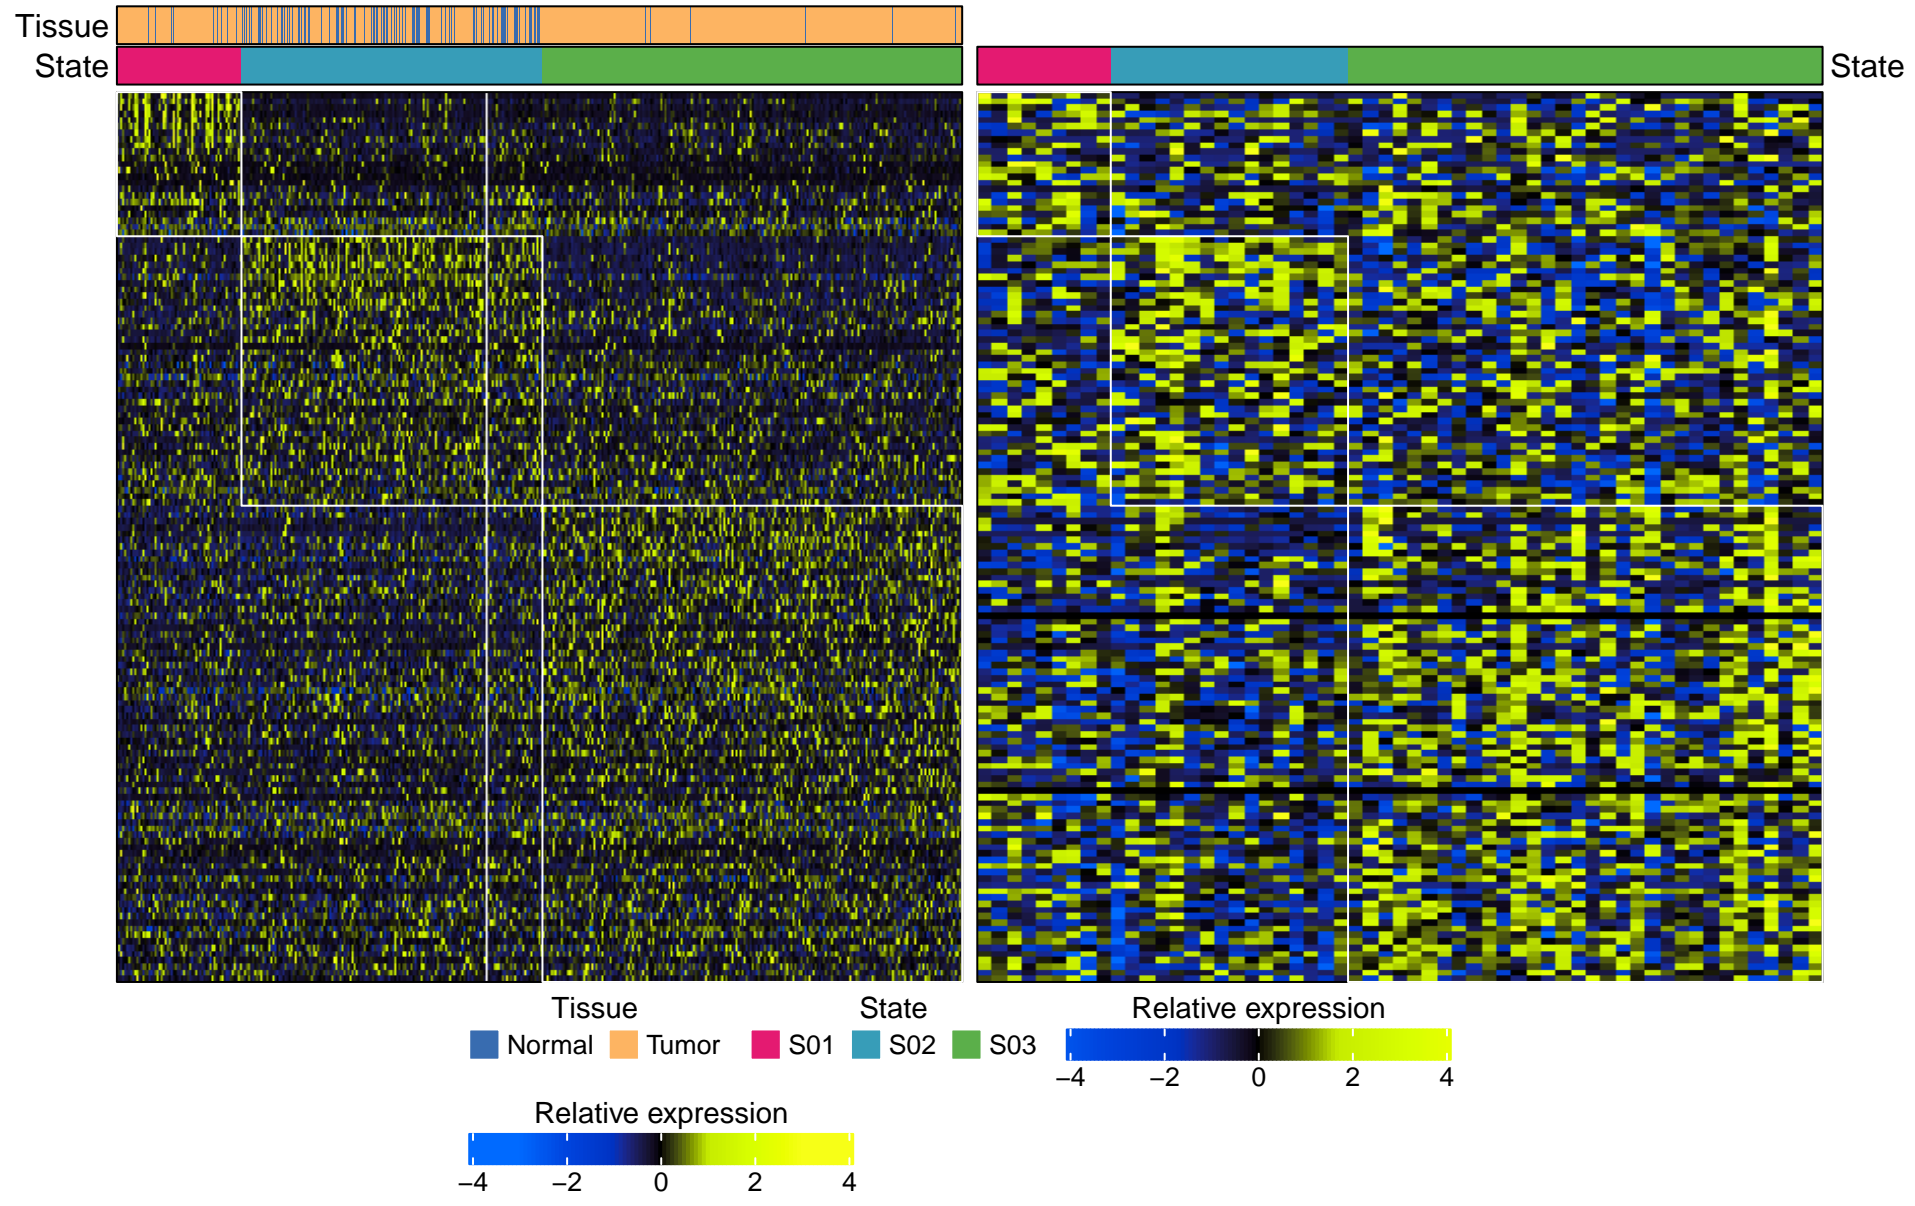 Tissue
State
State
Tissue
Normal Tumor
State
S01 S02 S03
Relative expression
−4 −2 0 2 4
Relative expression
−4 −2 0 2 4